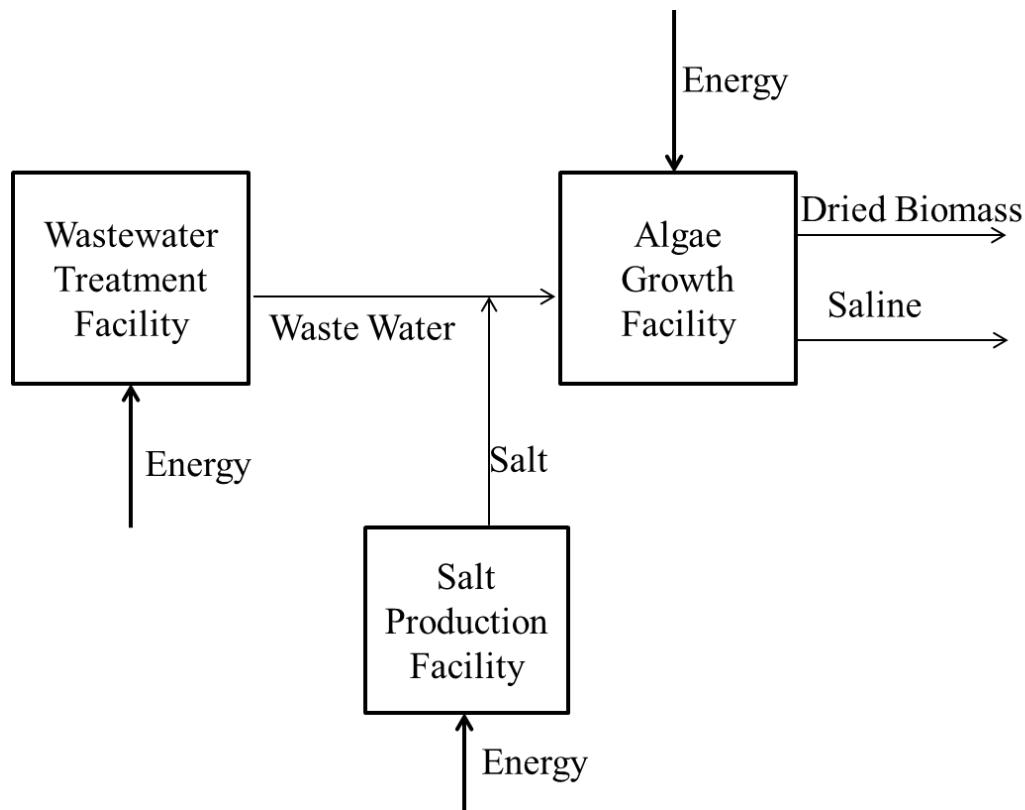 Energy
Wastewater
Treatment
Facility
Waste Water
Algae
Growth
Facility
Dried Biomass
Saline
Energy
Salt
Salt
Production
Facility
Energy